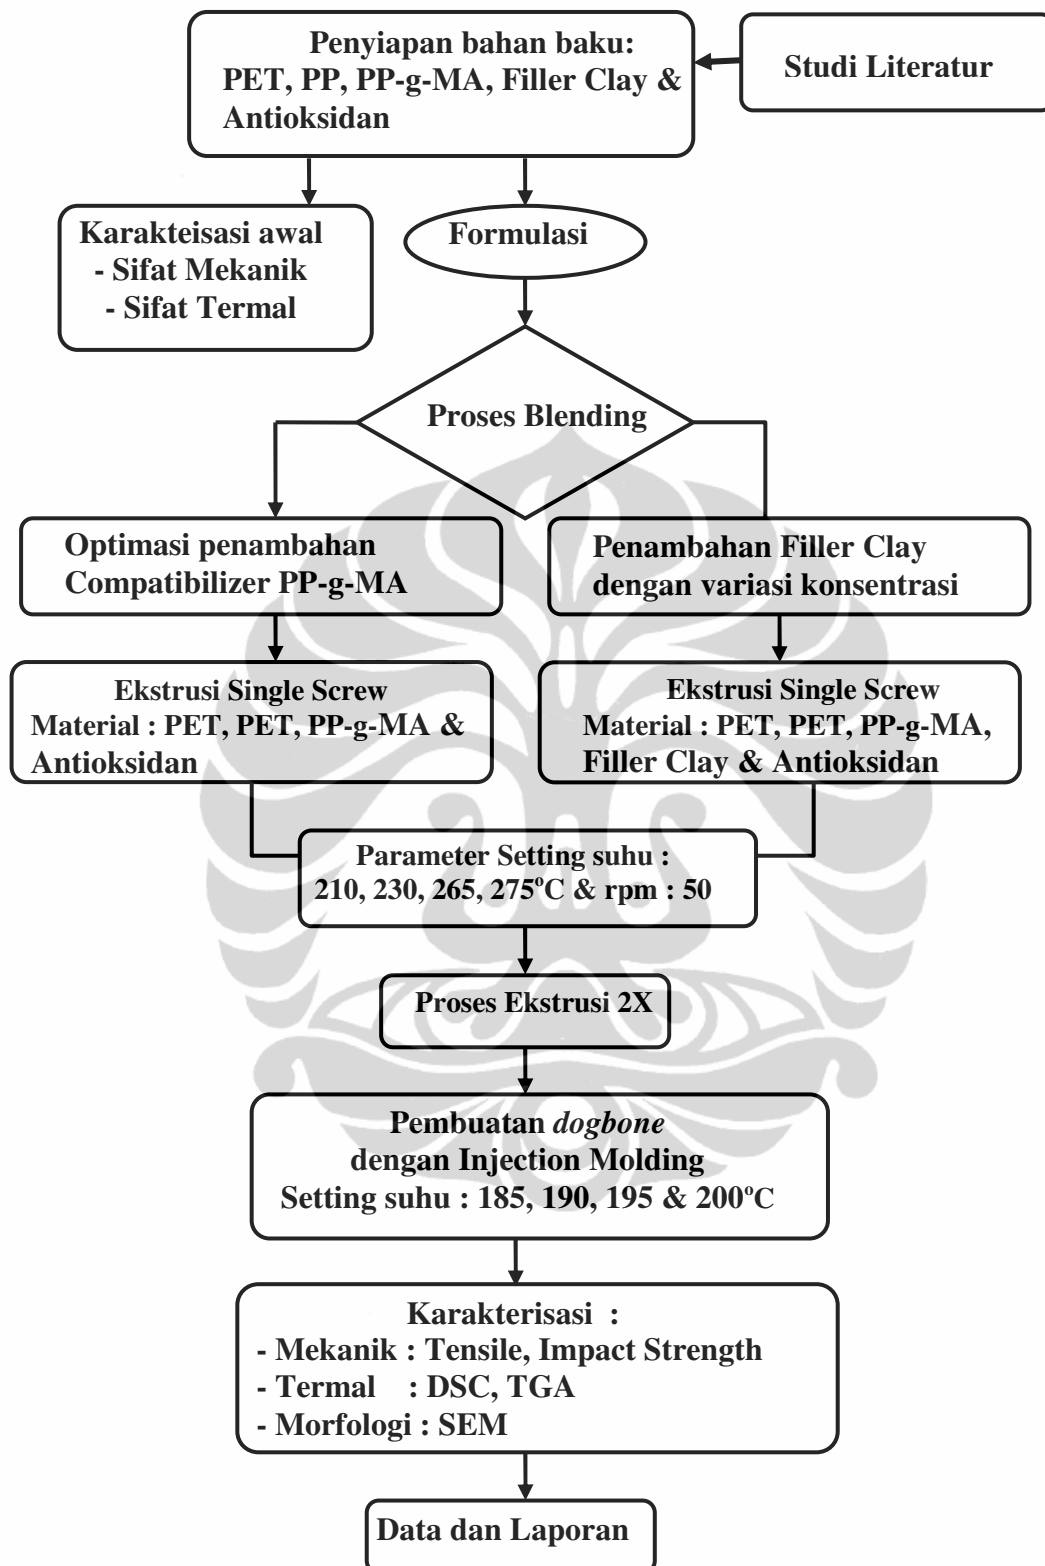 Penyiapan bahan baku:
PET, PP, PP-g-MA, Filler Clay &
Antioksidan
Studi Literatur
Karakteisasi awal
- Sifat Mekanik
- Sifat Termal
Formulasi
Proses Blending
Optimasi penambahan
Compatibilizer PP-g-MA
Penambahan Filler Clay
dengan variasi konsentrasi
Ekstrusi Single Screw
Material : PET, PET, PP-g-MA &
Antioksidan
Ekstrusi Single Screw
Material : PET, PET, PP-g-MA,
Filler Clay & Antioksidan
Parameter Setting suhu :
210, 230, 265, 275°C & rpm : 50
Proses Ekstrusi 2X
Pembuatan dogbone
dengan Injection Molding
Setting suhu : 185, 190, 195 & 200°C
Karakterisasi :
- Mekanik : Tensile, Impact Strength
- Termal : DSC, TGA
- Morfologi : SEM
Data dan Laporan